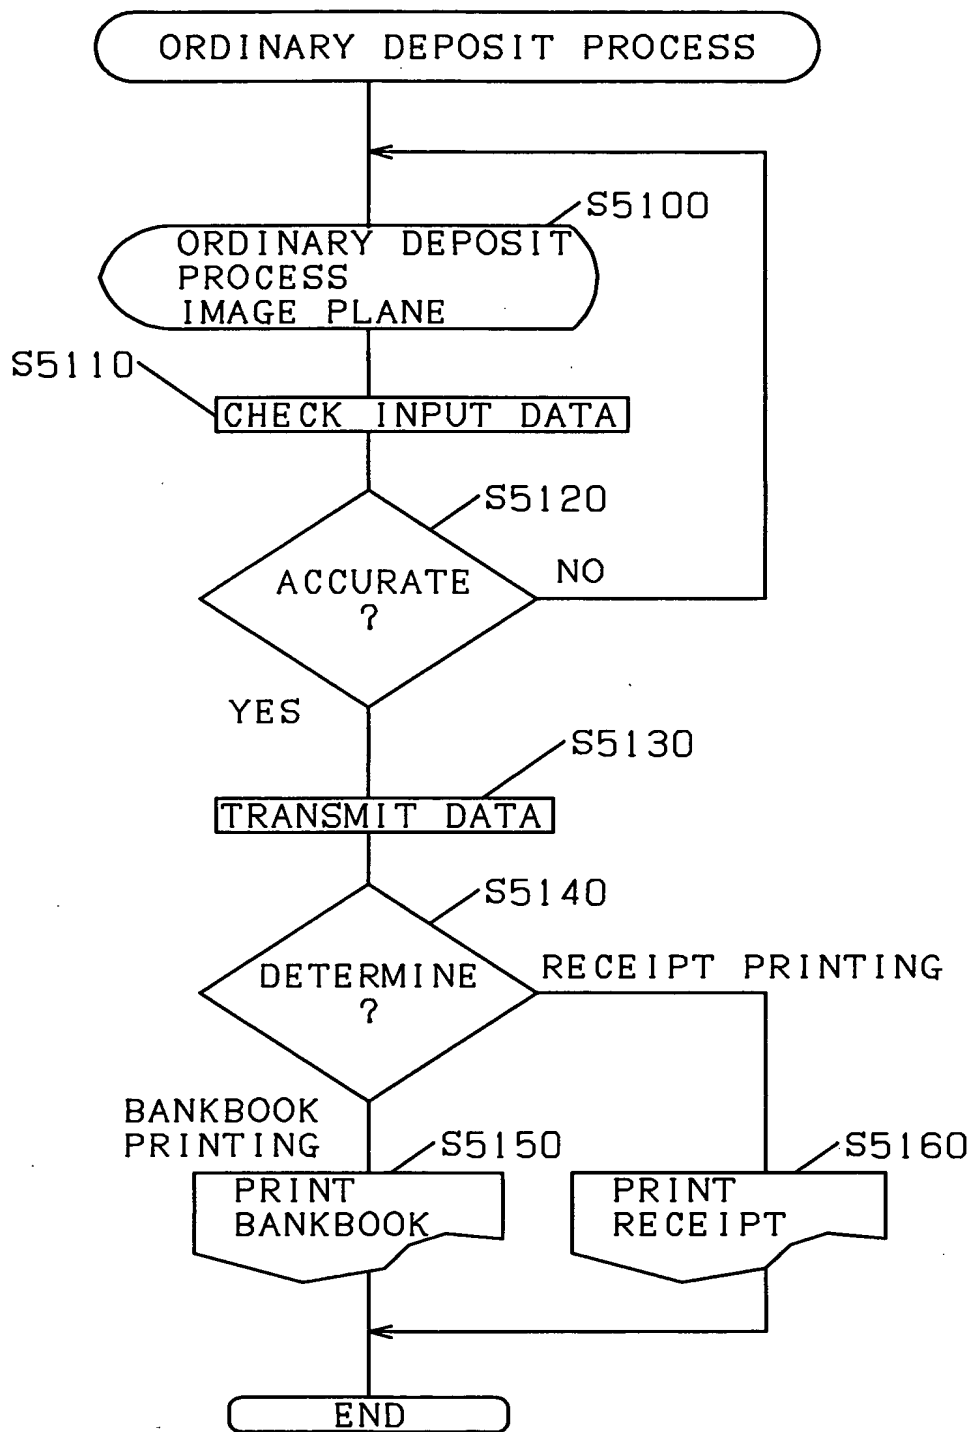 ORDINARY DEPOSIT PROCESS
S5100
ORDINARY DEPOSIT
PROCESS
IMAGE PLANE
S5110
CHECK INPUT DATA
S5120
ACCURATE
?
NO
YES
S5130
TRANSMIT DATA
S5140
DETERMINE
?
RECEIPT PRINTING
BANKBOOK
PRINTING
S5150
PRINT
BANKBOOK
S5160
PRINT
RECEIPT
END